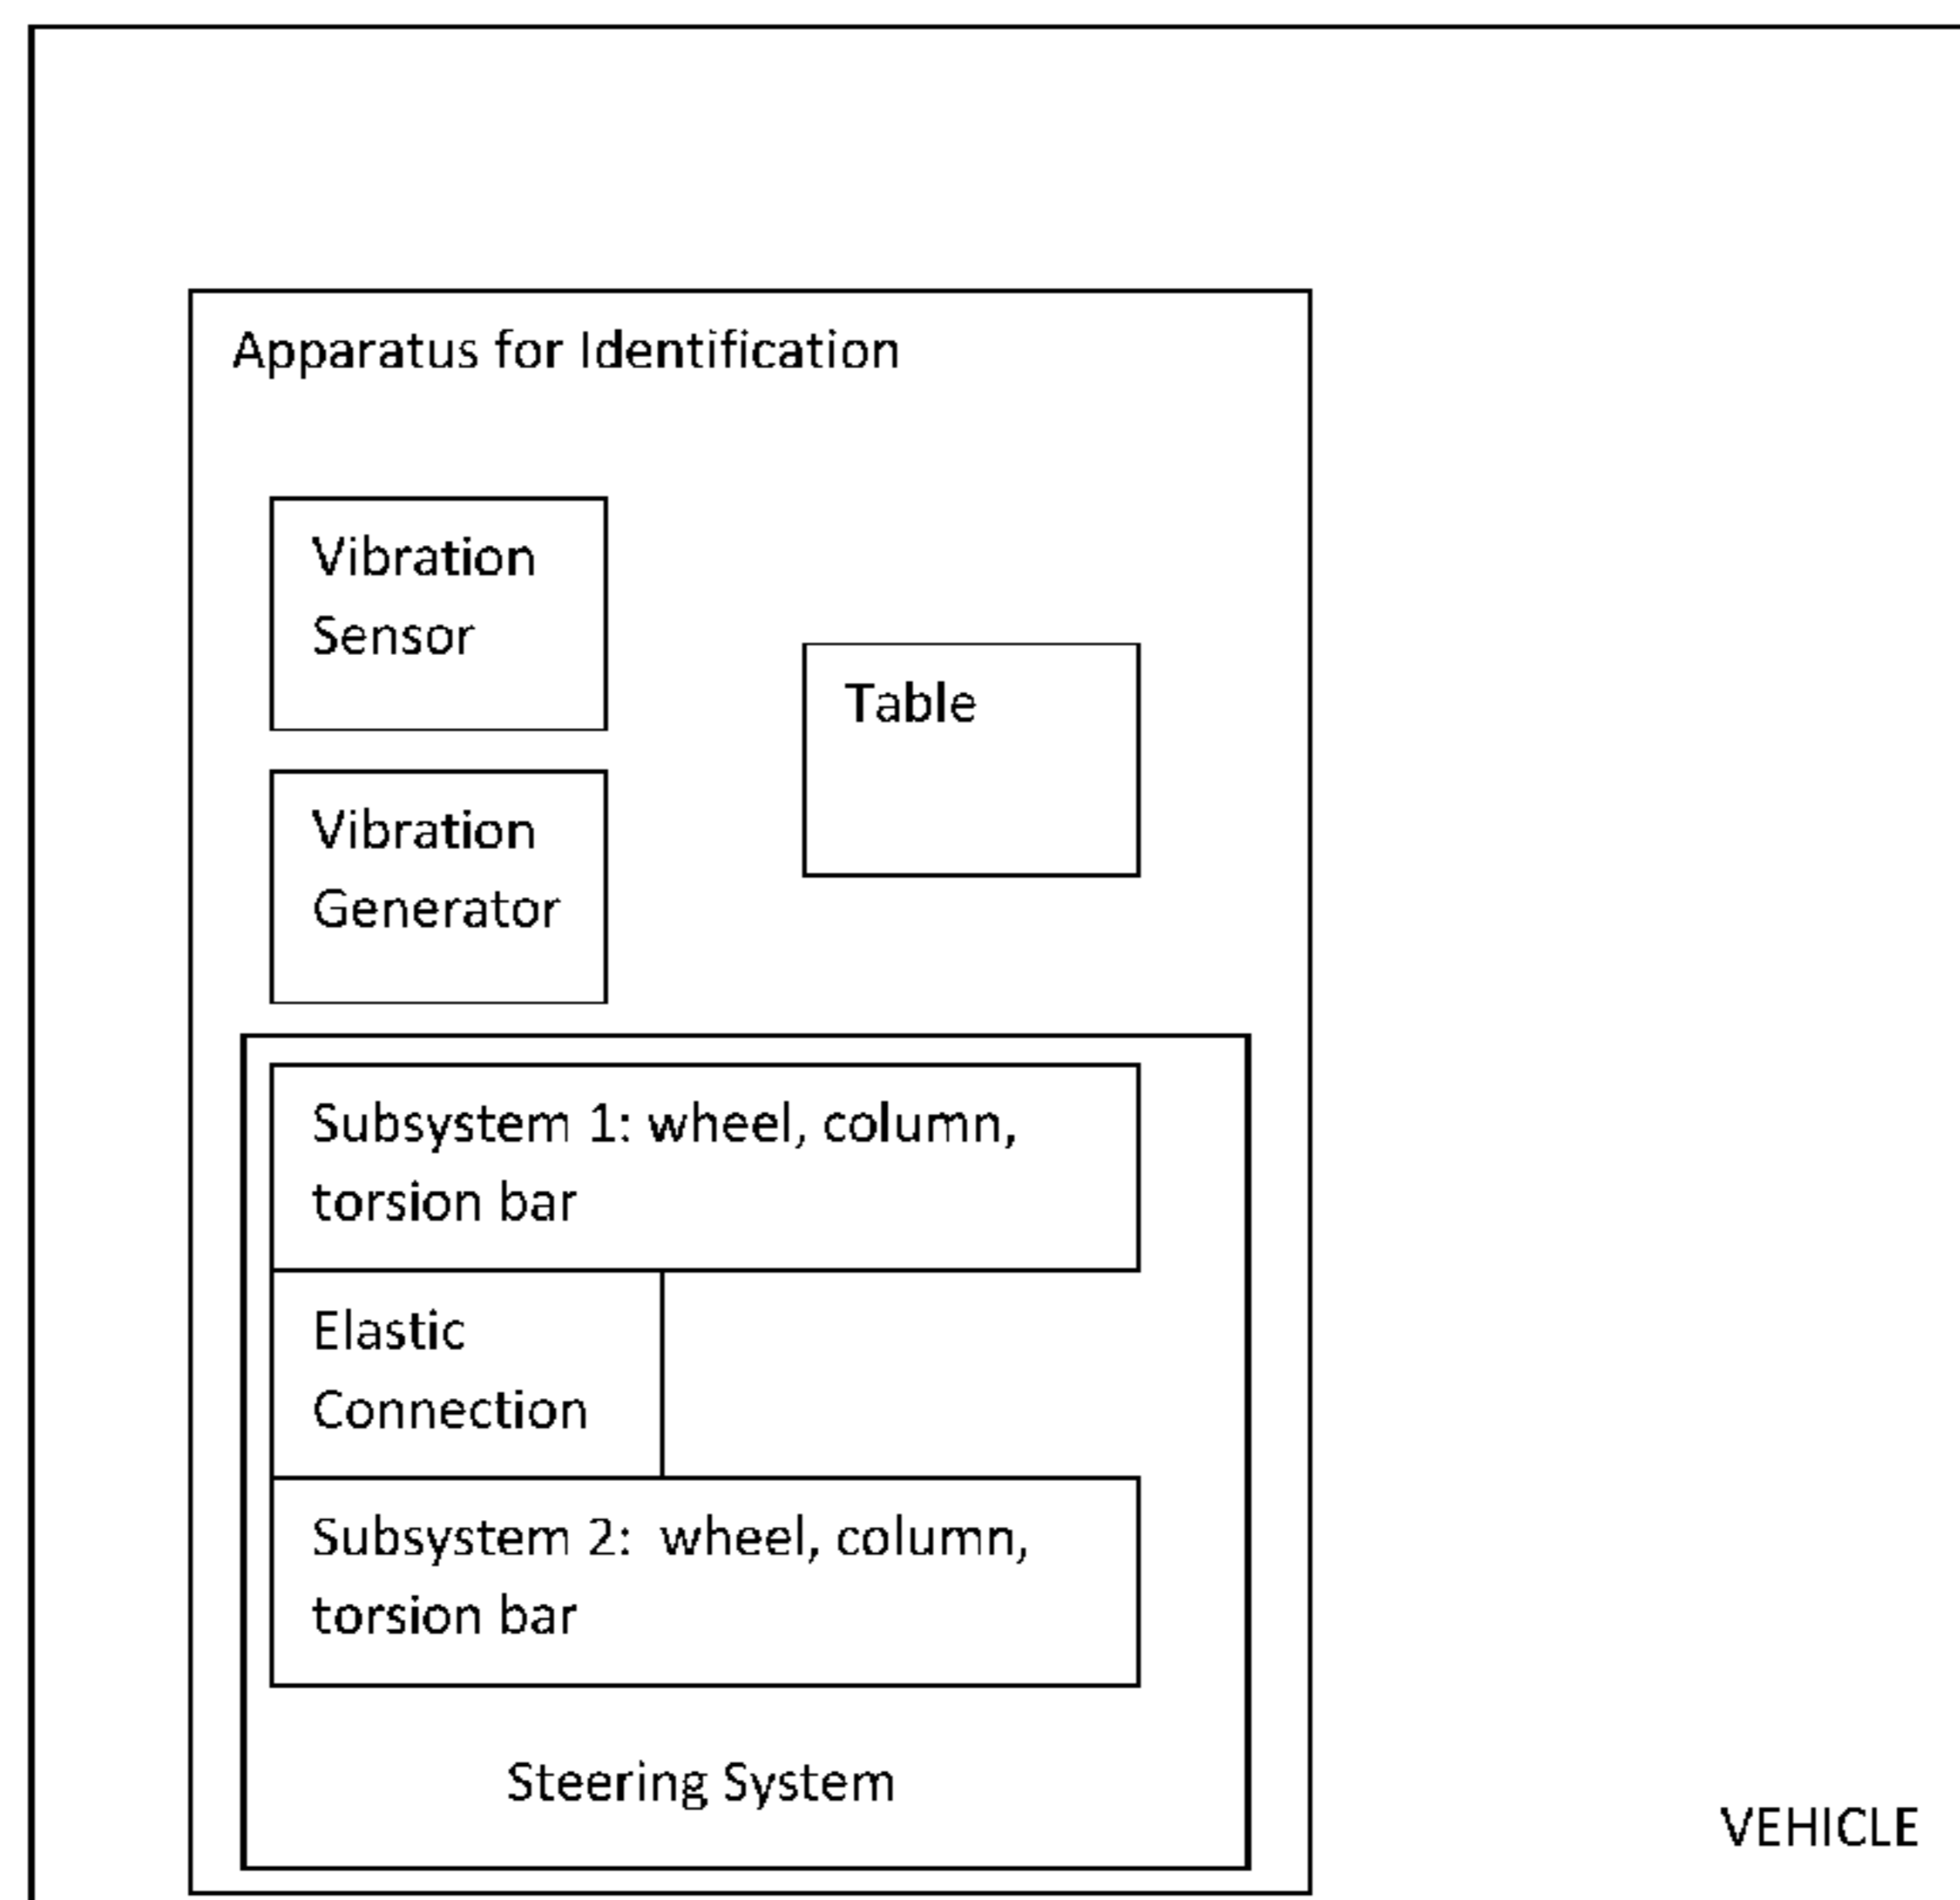 Apparatus for Identification
Vibration
Sensor
Table
Vibration
Generator
Subsystem 1: wheel, column,
torsion bar
Elastic
Connection
Subsystem 2:  wheel, column,
torsion bar
Steering System
VEHICLE